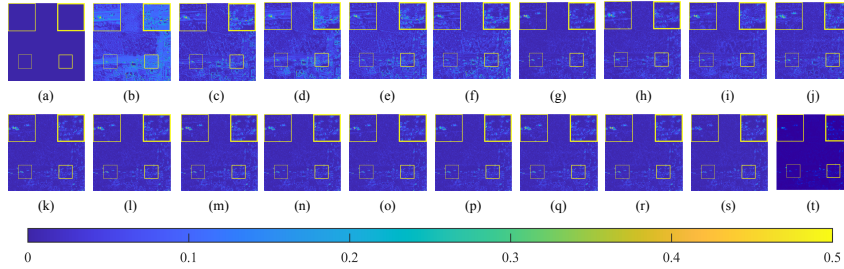 (a) (b) (c) (d) (e) (f) (g) (h) (i) (j)
(k) (l) (m) (n) (o) (p) (q) (r) (s) (t)
0 0.1 0.2 0.3 0.4 0.5